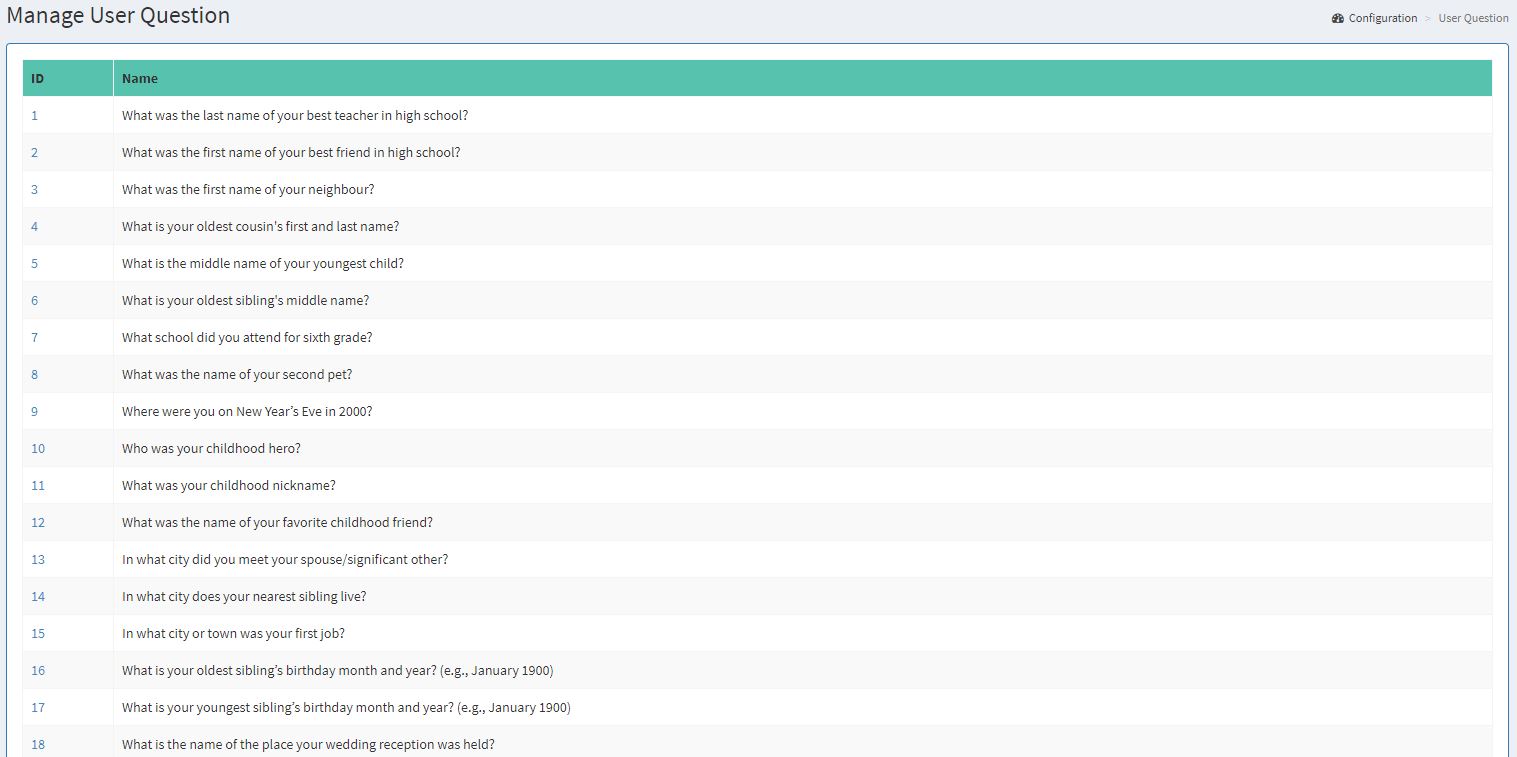 Manage User Question
Configuration > User Question
ID Name
1 What was the last name of your best teacher in high school?
2 What was the first name of your best friend in high school?
3 What was the first name of your neighbour?
4 What is your oldest cousin's first and last name?
5 What is the middle name of your youngest child?
6 What is your oldest sibling's middle name?
7 What school did you attend for sixth grade?
8 What was the name of your second pet?
9 Where were you on New Year’s Eve in 2000?
10 Who was your childhood hero?
11 What was your childhood nickname?
12 What was the name of your favorite childhood friend?
13 In what city did you meet your spouse/significant other?
14 In what city does your nearest sibling live?
15 In what city or town was your first job?
16 What is your oldest sibling’s birthday month and year? (e.g., January 1900)
17 What is your youngest sibling’s birthday month and year? (e.g., January 1900)
18 What is the name of the place your wedding reception was held?